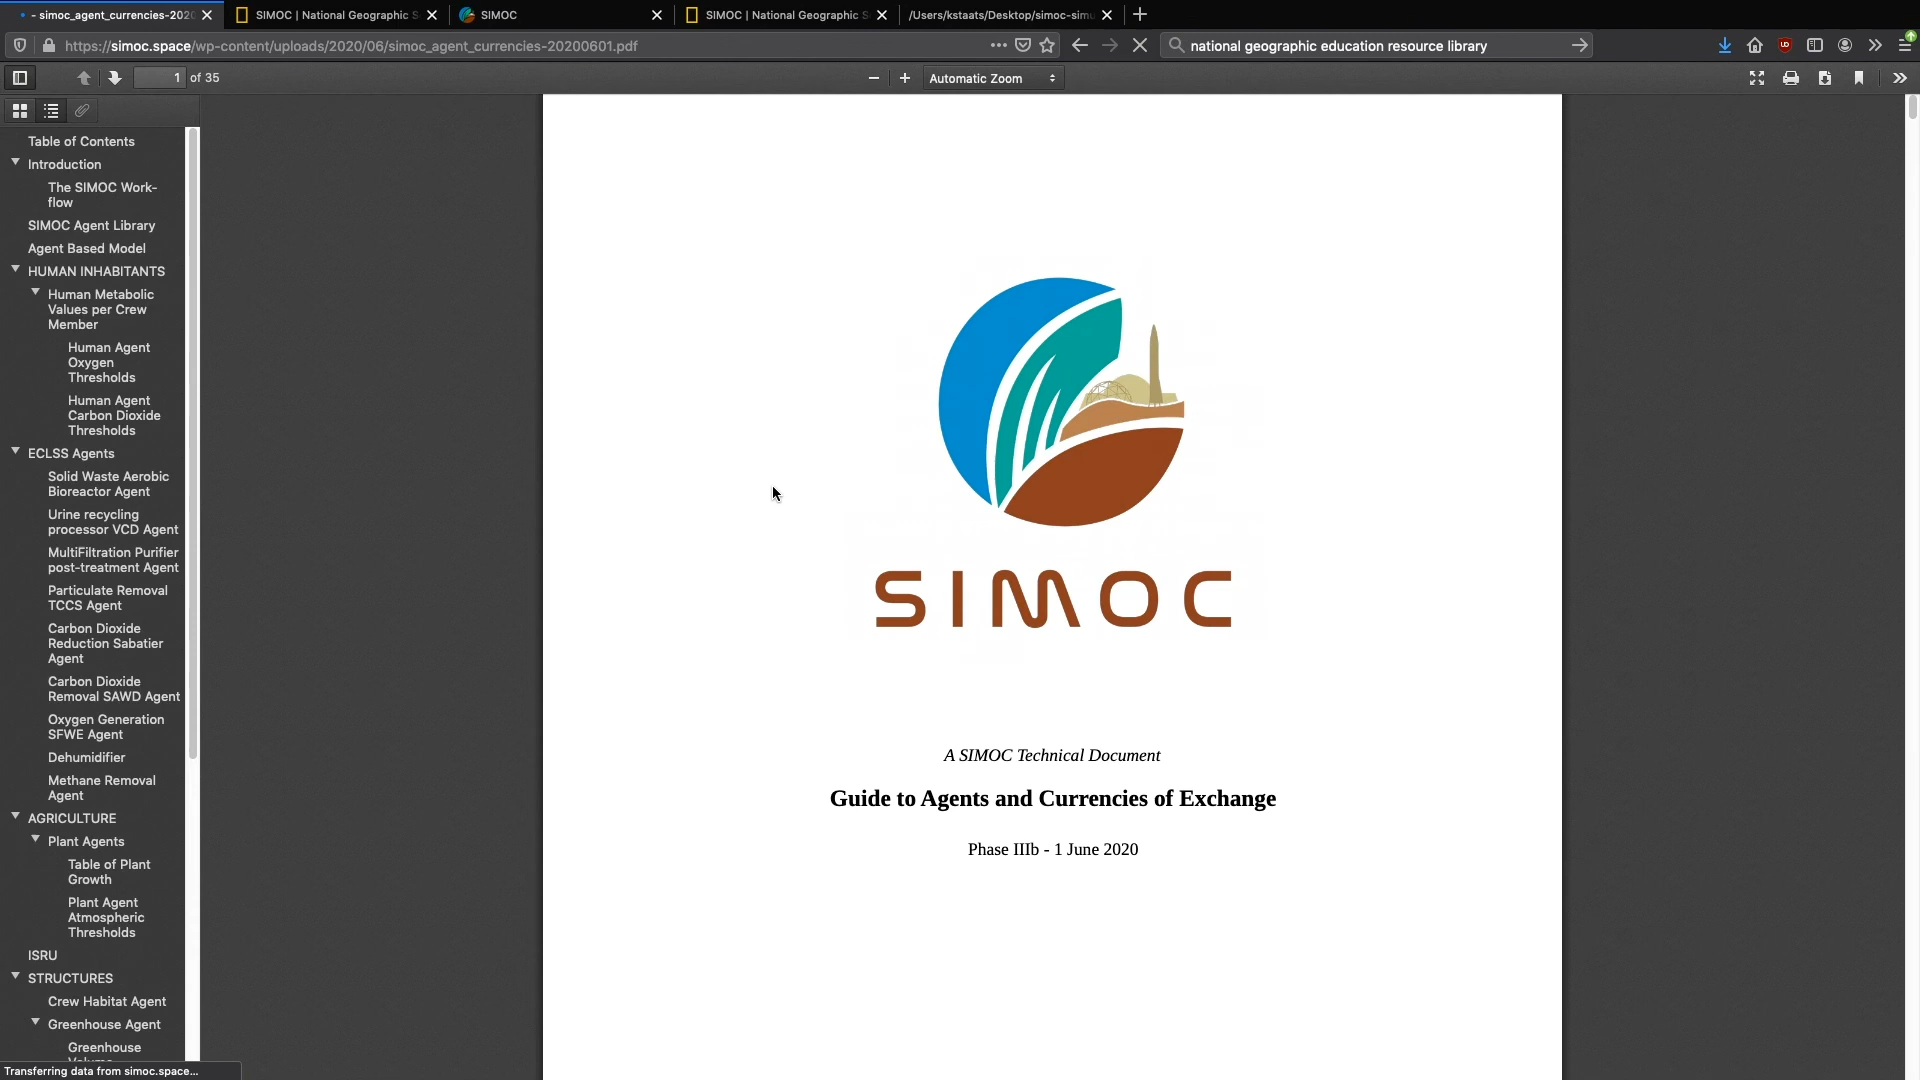 - simoc_agent_currencies-202
SIMOC | National Geographic S
SIMOC
SIMOC | National Geographic S
/Users/kstaats/Desktop/simoc-simu
https://simoc.space/wp-content/uploads/2020/06/simoc_agent_currencies-20200601.pdf
national geographic education resource library
1 of 35
Automatic Zoom
Table of Contents
Introduction
The SIMOC Work-
flow
SIMOC Agent Library
Agent Based Model
HUMAN INHABITANTS
Human Metabolic
Values per Crew
Member
Human Agent
Oxygen
Thresholds
Human Agent
Carbon Dioxide
Thresholds
ECLSS Agents
Solid Waste Aerobic
Bioreactor Agent
Urine recycling
processor VCD Agent
MultiFiltration Purifier
post-treatment Agent
Particulate Removal
TCCS Agent
Carbon Dioxide
Reduction Sabatier
Agent
Carbon Dioxide
Removal SAWD Agent
Oxygen Generation
SFWE Agent
Dehumidifier
Methane Removal
Agent
AGRICULTURE
Plant Agents
Table of Plant
Growth
Plant Agent
Atmospheric
Thresholds
ISRU
STRUCTURES
Crew Habitat Agent
Greenhouse Agent
Greenhouse
Transferring data from simoc.space...
SIMOC
A SIMOC Technical Document
Guide to Agents and Currencies of Exchange
Phase IIIb - 1 June 2020